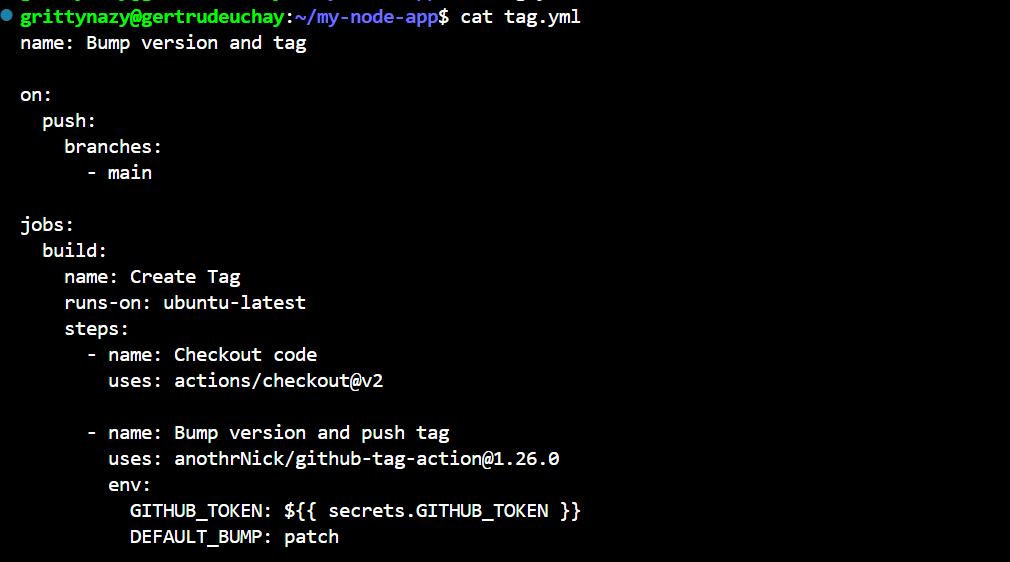 grittynazy@gertrudeuchay:~/my-node-app$ cat tag.yml
name: Bump version and tag

on:
  push:
    branches:
      - main

jobs:
  build:
    name: Create Tag
    runs-on: ubuntu-latest
    steps:
      - name: Checkout code
        uses: actions/checkout@v2

      - name: Bump version and push tag
        uses: anothrNick/github-tag-action@1.26.0
        env:
          GITHUB_TOKEN: ${{ secrets.GITHUB_TOKEN }}
          DEFAULT_BUMP: patch